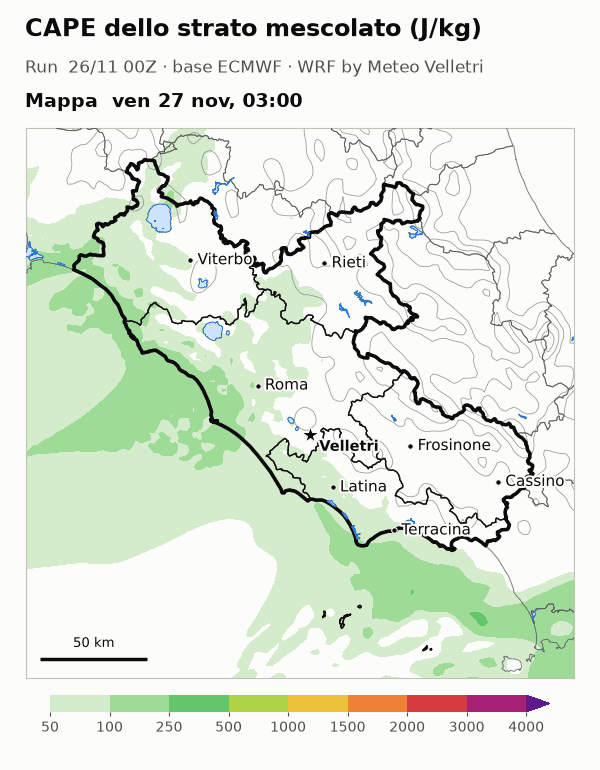 CAPE dello strato mescolato (J/kg)
Run 26/11 00Z · base ECMWF · WRF by Meteo Velletri
Mappa ven 27 nov, 03:00
Viterbo
Rieti
Roma
Velletri
Frosinone
Cassino
Latina
Terracina
50 km
50 100 250 500 1000 1500 2000 3000 4000